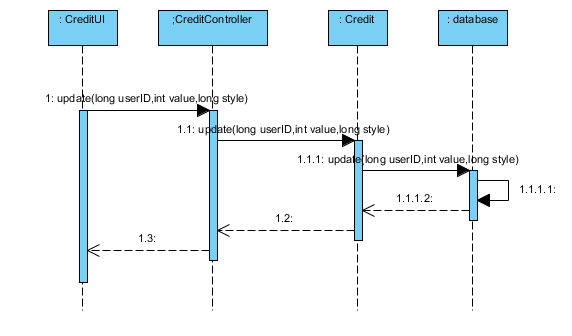 : CreditUI
;CreditController
: Credit
: database
1: update(long userID,int value,long style)
1.1: update(long userID,int value,long style)
1.1.1: update(long userID,int value,long style)
1.1.1.1:
1.1.1.2:
1.2:
1.3: